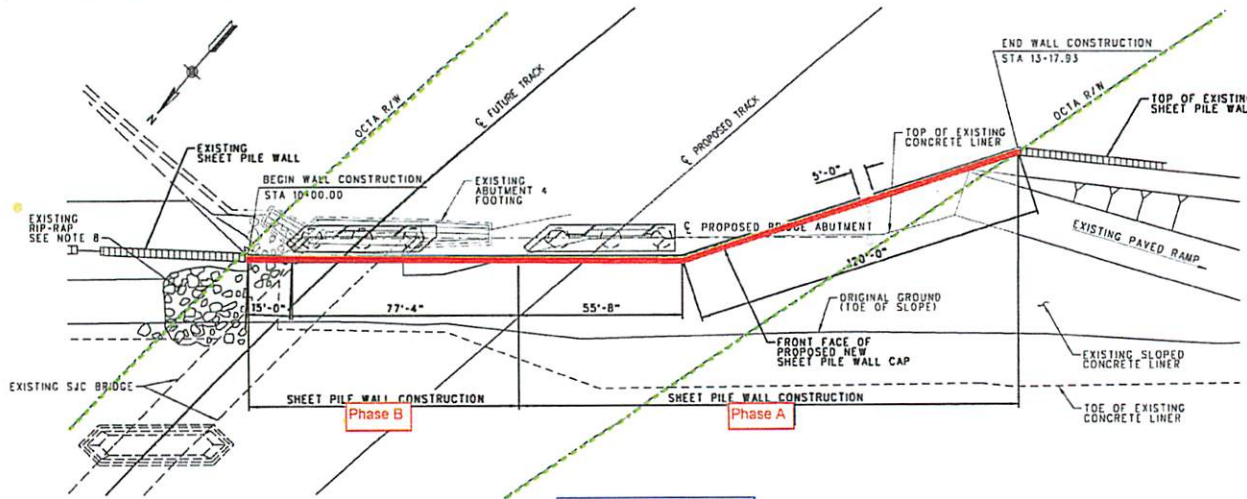 END WALL CONSTRUCTION
STA 13+17.93
TOP OF EXISTING
SHEET PILE WAL
OCTA R/W
℄ FUTURE TRACK
℄ PROPOSED TRACK
OCTA R/W
N
EXISTING
SHEET PILE WALL
TOP OF EXISTING
CONCRETE LINER
BEGIN WALL CONSTRUCTION
STA 10+00.00
EXISTING
ABUTMENT 4
FOOTING
5'-0"
EXISTING
RIP-RAP
SEE NOTE 8
℄ PROPOSED BRIDGE ABUTMENT
EXISTING PAVED RAMP
120'-0"
15'-0"
77'-4"
55'-8"
ORIGINAL GROUND
(TOE OF SLOPE)
FRONT FACE OF
PROPOSED NEW
SHEET PILE WALL CAP
EXISTING SLOPED
CONCRETE LINER
EXISTING SJC BRIDGE
SHEET PILE WALL CONSTRUCTION
Phase B
SHEET PILE WALL CONSTRUCTION
Phase A
TOE OF EXISTING
CONCRETE LINER